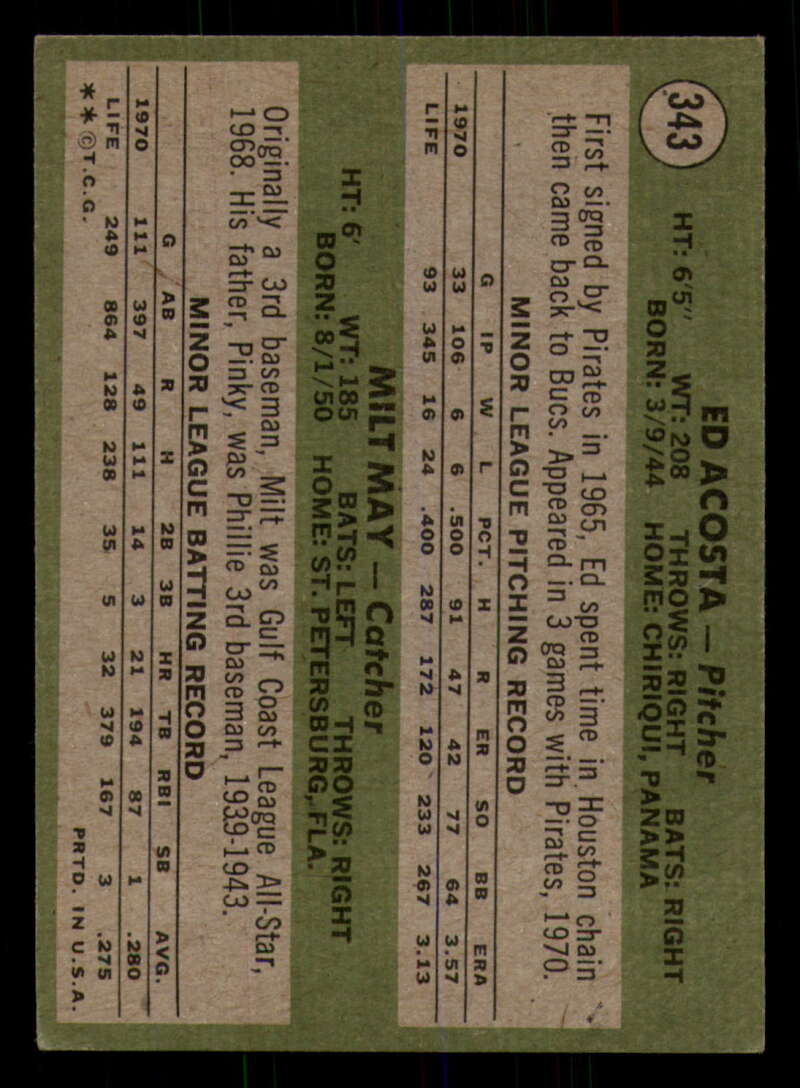 343
ED ACOSTA — Pitcher
HT: 6'5" WT: 208 THROWS: RIGHT BATS: RIGHT
BORN: 3/9/44 HOME: CHIRIQUI, PANAMA
First signed by Pirates in 1965, Ed spent time in Houston chain
then came back to Bucs. Appeared in 3 games with Pirates, 1970.
MINOR LEAGUE PITCHING RECORD
G IP W L PCT. H R ER SO BB ERA
1970 33 106 6 6 .500 91 47 42 77 64 3.57
LIFE 93 345 16 24 .400 287 172 120 233 267 3.13
MILT MAY — Catcher
HT: 6' WT: 185 BATS: LEFT THROWS: RIGHT
BORN: 8/1/50 HOME: ST. PETERSBURG, FLA.
Originally a 3rd baseman, Milt was Gulf Coast League All-Star,
1968. His father, Pinky, was Phillie 3rd baseman, 1939-1943.
MINOR LEAGUE BATTING RECORD
G AB R H 2B 3B HR TB RBI SB AVG.
1970 111 397 49 111 14 3 21 194 87 1 .280
LIFE 249 864 128 238 35 5 32 379 167 3 .275
**©T.C.G. PRTD. IN U.S.A.